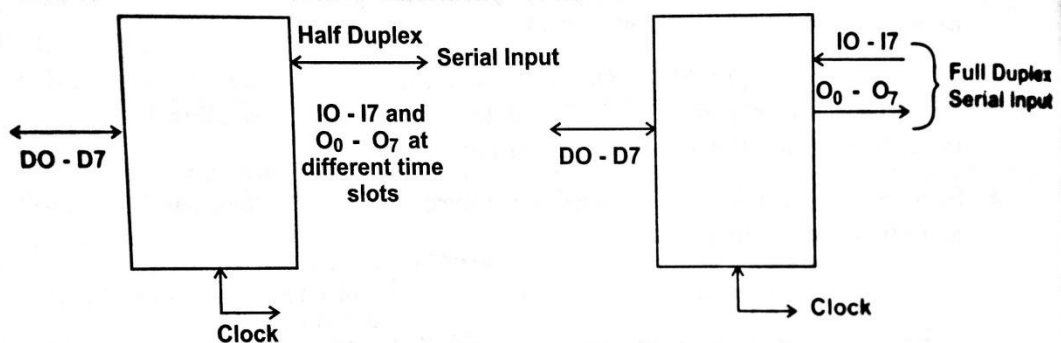 Half Duplex
Serial Input
IO - I7 and
O₀ - O₇ at
different time
slots
DO - D7
Clock
IO - I7
O₀ - O₇
Full Duplex
Serial Input
DO - D7
Clock